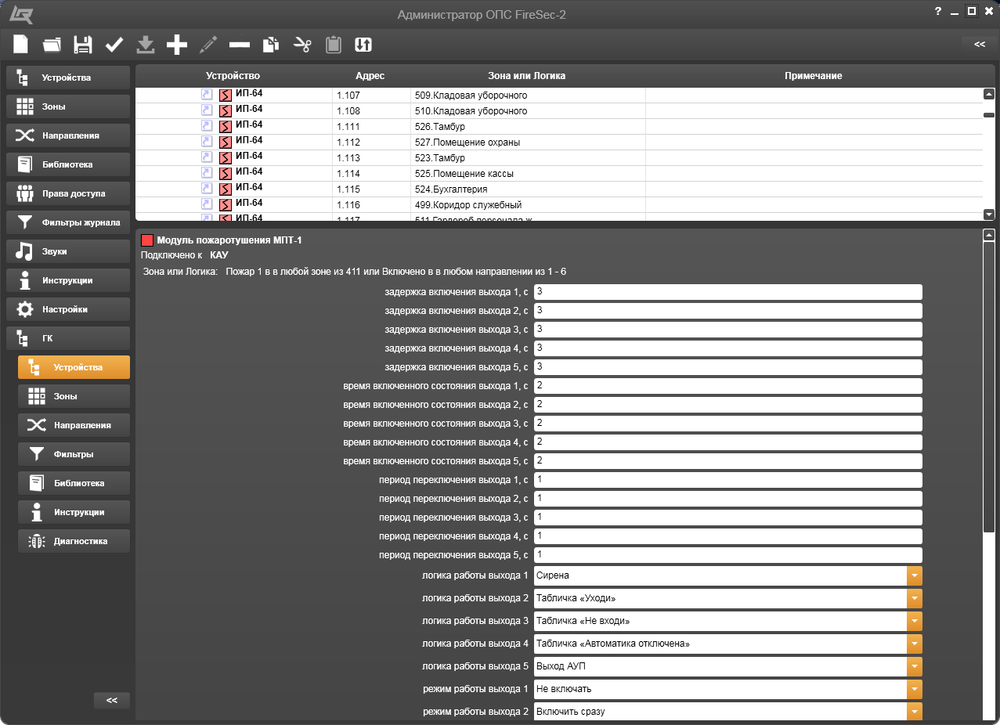 Администратор ОПС FireSec-2
?
<<
Устройства
Зоны
Направления
Библиотека
Права доступа
Фильтры журнала
Звуки
Инструкции
Настройки
ГК
Устройства
Зоны
Направления
Фильтры
Библиотека
Инструкции
Диагностика
<<
Устройство Адрес Зона или Логика Примечание
ИП-64 1.107 509.Кладовая уборочного
ИП-64 1.108 510.Кладовая уборочного
ИП-64 1.111 526.Тамбур
ИП-64 1.112 527.Помещение охраны
ИП-64 1.113 523.Тамбур
ИП-64 1.114 525.Помещение кассы
ИП-64 1.115 524.Бухгалтерия
ИП-64 1.116 499.Коридор служебный
ИП-64 1.117 511.Гардероб персонала ж
Модуль пожаротушения МПТ-1
Подключено к КАУ
Зона или Логика: Пожар 1 в в любой зоне из 411 или Включено в в любом направлении из 1 - 6
задержка включения выхода 1, с 3
задержка включения выхода 2, с 3
задержка включения выхода 3, с 3
задержка включения выхода 4, с 3
задержка включения выхода 5, с 3
время включенного состояния выхода 1, с 2
время включенного состояния выхода 2, с 2
время включенного состояния выхода 3, с 2
время включенного состояния выхода 4, с 2
время включенного состояния выхода 5, с 2
период переключения выхода 1, с 1
период переключения выхода 2, с 1
период переключения выхода 3, с 1
период переключения выхода 4, с 1
период переключения выхода 5, с 1
логика работы выхода 1 Сирена
логика работы выхода 2 Табличка «Уходи»
логика работы выхода 3 Табличка «Не входи»
логика работы выхода 4 Табличка «Автоматика отключена»
логика работы выхода 5 Выход АУП
режим работы выхода 1 Не включать
режим работы выхода 2 Включить сразу